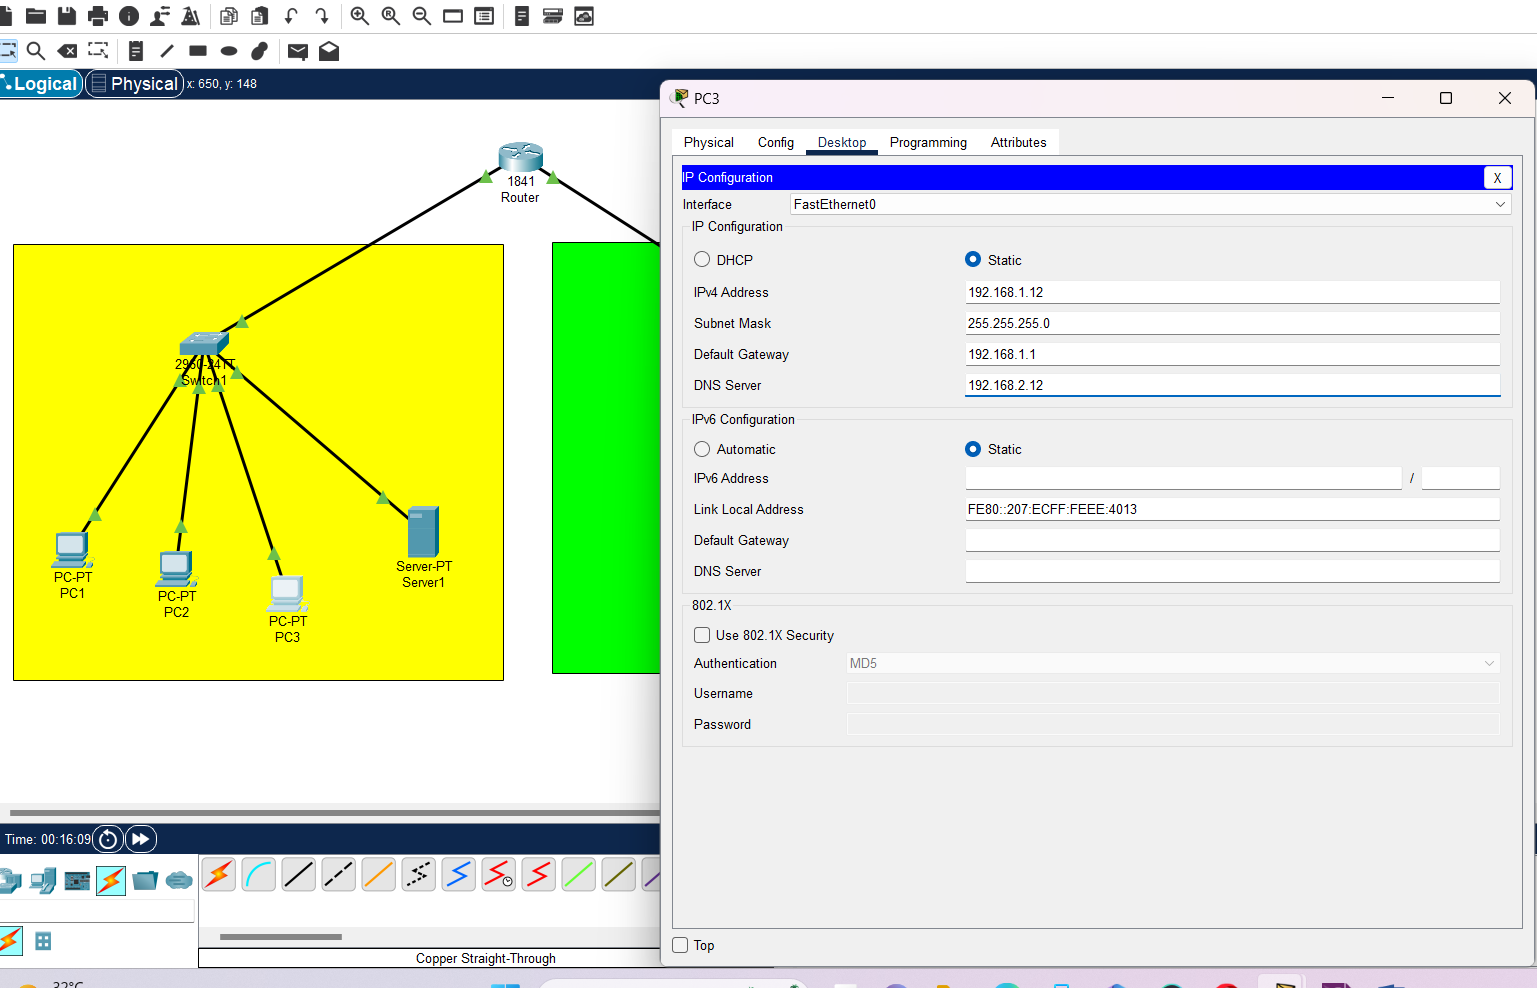 Logical
Physical
x: 650, y: 148
1841
Router
2960-24TT
Switch1
PC-PT
PC1
PC-PT
PC2
PC-PT
PC3
Server-PT
Server1
Time: 00:16:09
Copper Straight-Through
32°C
PC3
Physical
Config
Desktop
Programming
Attributes
IP Configuration
X
Interface
FastEthernet0
IP Configuration
DHCP
Static
IPv4 Address
192.168.1.12
Subnet Mask
255.255.255.0
Default Gateway
192.168.1.1
DNS Server
192.168.2.12
IPv6 Configuration
Automatic
Static
IPv6 Address
/
Link Local Address
FE80::207:ECFF:FEEE:4013
Default Gateway
DNS Server
802.1X
Use 802.1X Security
Authentication
MD5
Username
Password
Top